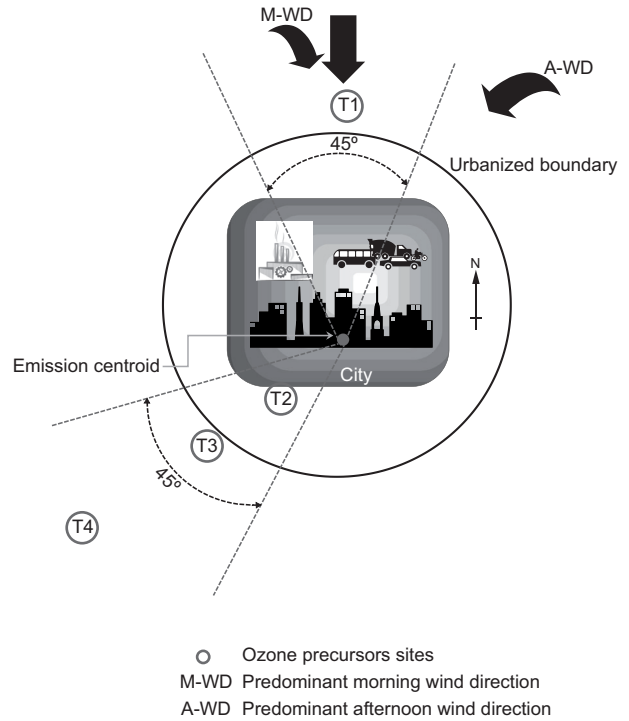 M-WD
A-WD
T1
45º
Urbanized boundary
N
Emission centroid
City
T2
T3
45º
T4
Ozone precursors sites
M-WD Predominant morning wind direction
A-WD Predominant afternoon wind direction